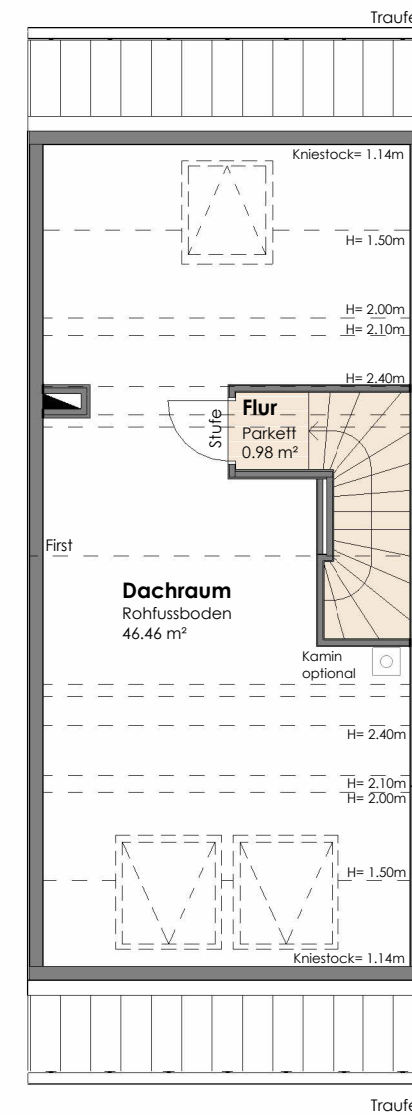 Traufe
Kniestock= 1.14m
H= 1.50m
H= 2.00m
H= 2.10m
H= 2.40m
Flur
Parkett
0.98 m²
Stufe
First
Dachraum
Rohfussboden
46.46 m²
Kamin
optional
H= 2.40m
H= 2.10m
H= 2.00m
H= 1.50m
Kniestock= 1.14m
Traufe